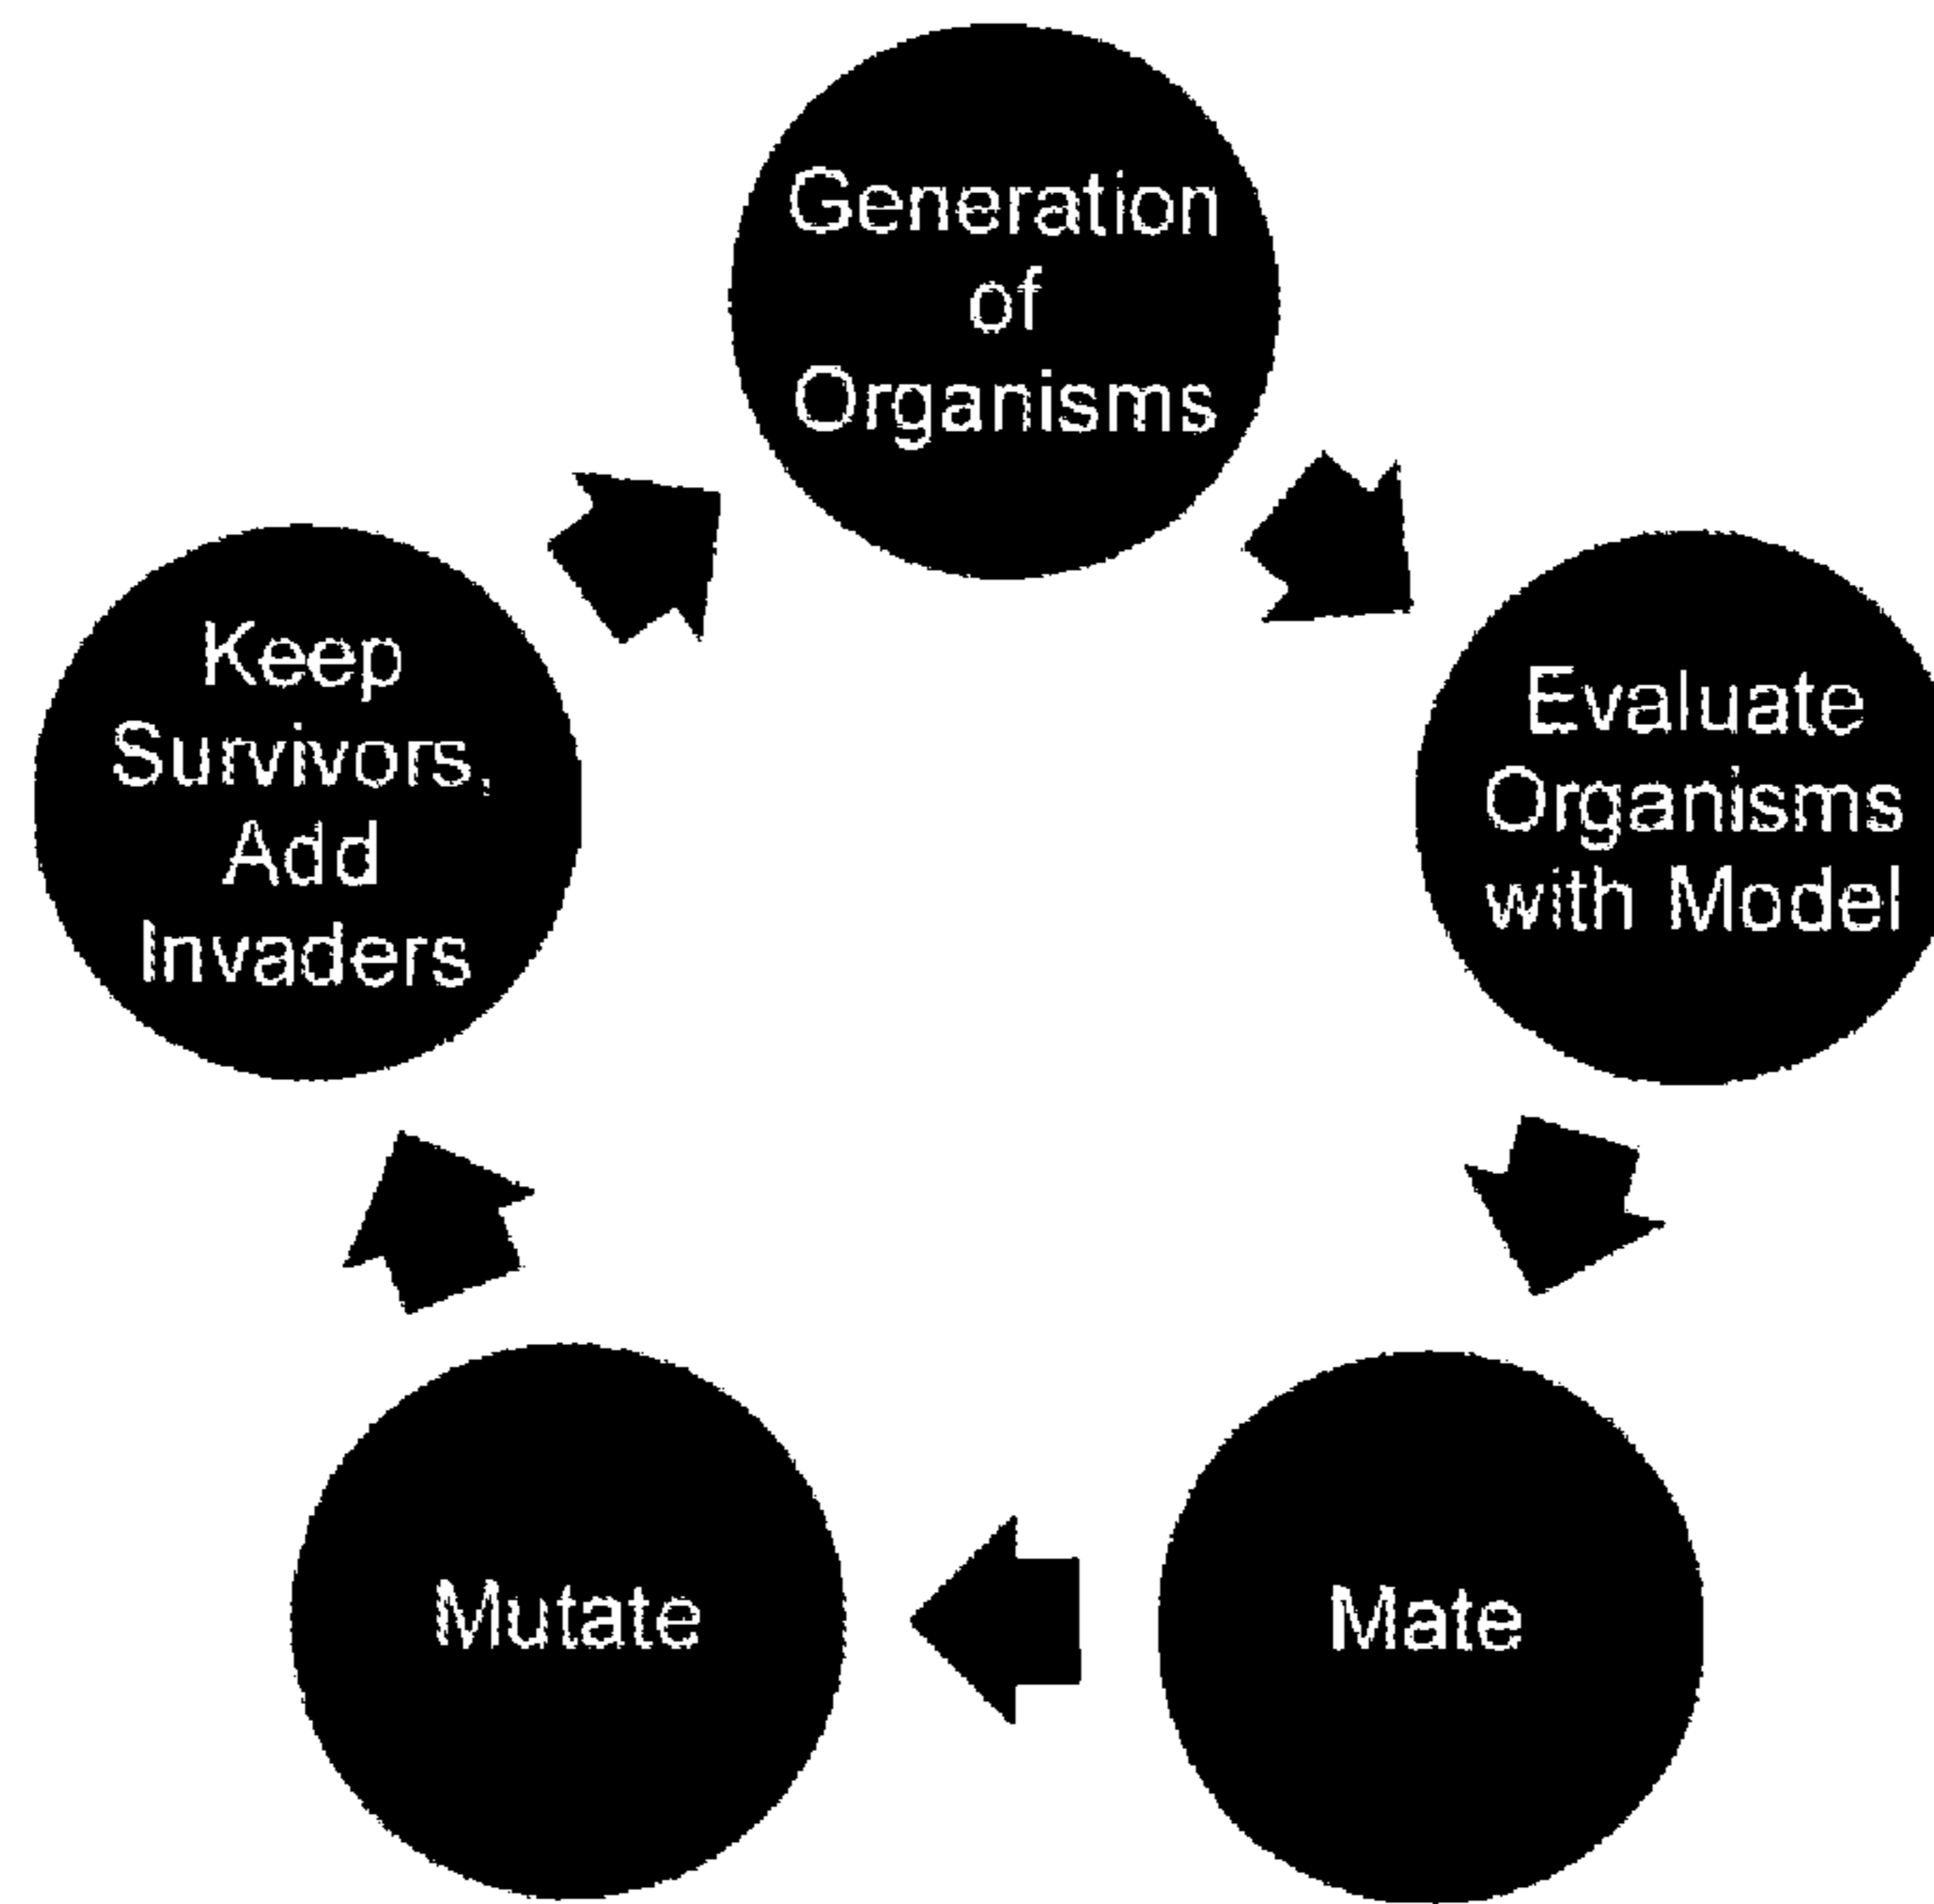 Generation
of
Organisms
Evaluate
Organisms
with Model
Mate
Mutate
Keep
Survivors,
Add
Invaders